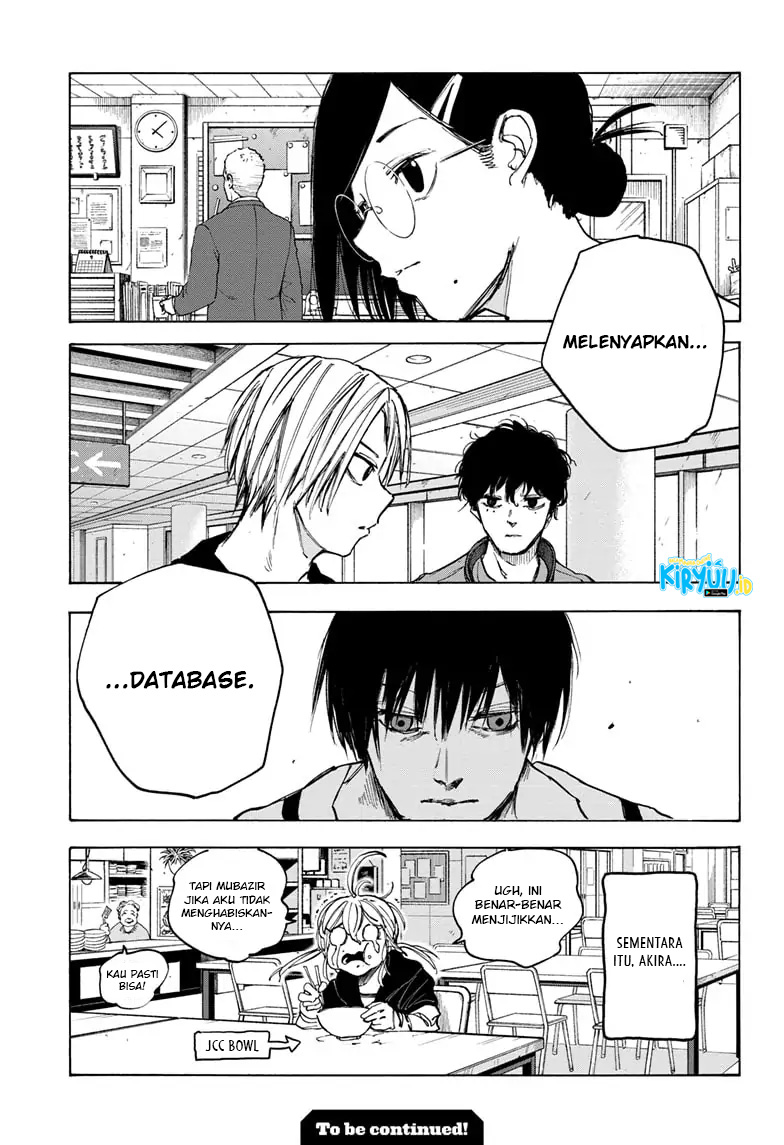 MELENYAPKAN...
KIRYUU.ID
C ←
...DATABASE.
SEMENTARA
ITU, AKIRA....
UGH, INI
BENAR-BENAR
MENJIJIKKAN...
TAPI MUBAZIR
JIKA AKU TIDAK
MENGHABISKAN-
NYA...
KAU PASTI
BISA!
JCC BOWL
To be continued!